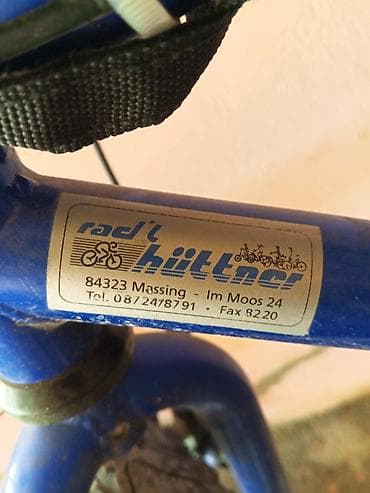 rad'l
hüttner
84323 Massing - Im Moos 24
Tel. 08724/8791 · Fax 8220